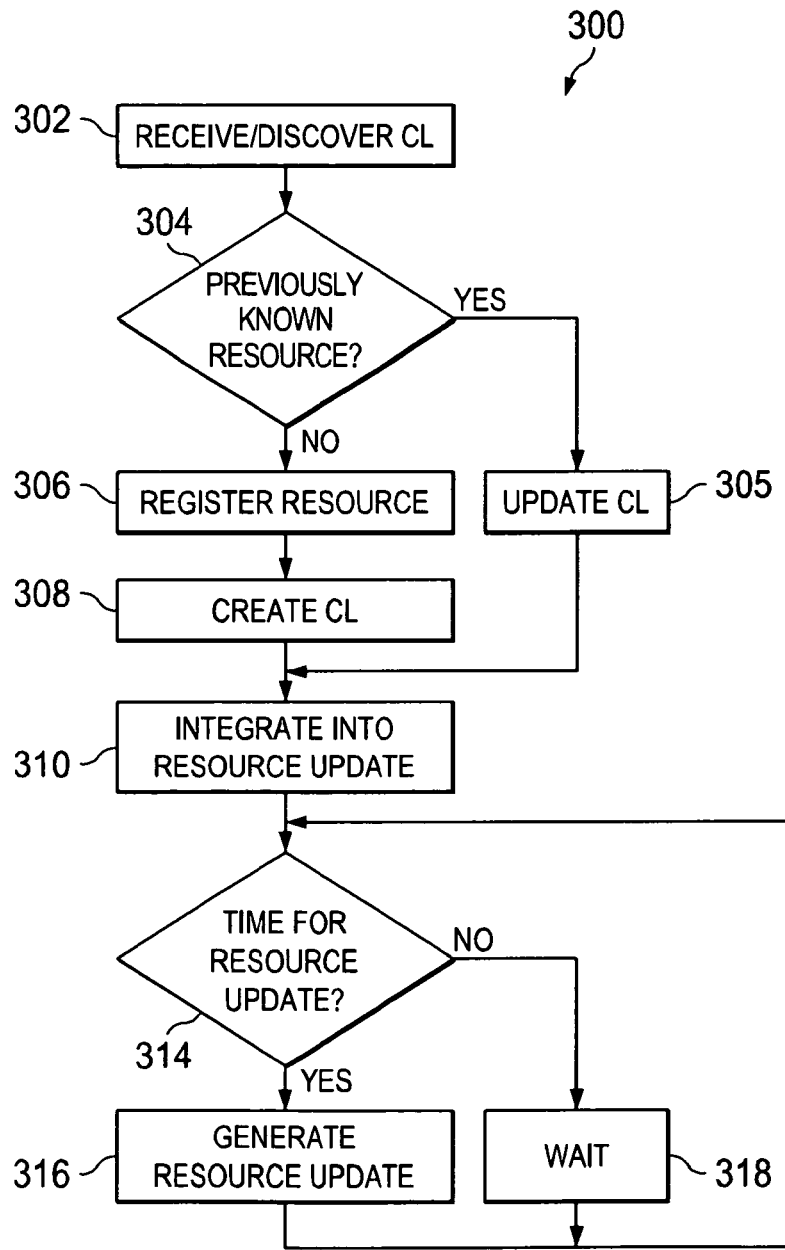 300
302
RECEIVE/DISCOVER CL
304
PREVIOUSLY
KNOWN
RESOURCE?
YES
NO
306
REGISTER RESOURCE
UPDATE CL
305
308
CREATE CL
310
INTEGRATE INTO
RESOURCE UPDATE
TIME FOR
RESOURCE
UPDATE?
NO
314
YES
316
GENERATE
RESOURCE UPDATE
WAIT
318